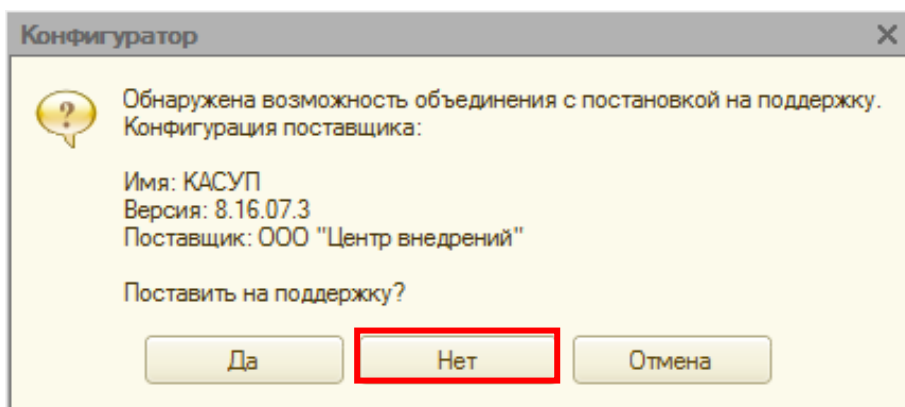 Конфигуратор
Обнаружена возможность объединения с постановкой на поддержку.
Конфигурация поставщика:
Имя: КАСУП
Версия: 8.16.07.3
Поставщик: ООО "Центр внедрений"
Поставить на поддержку?
Да
Нет
Отмена